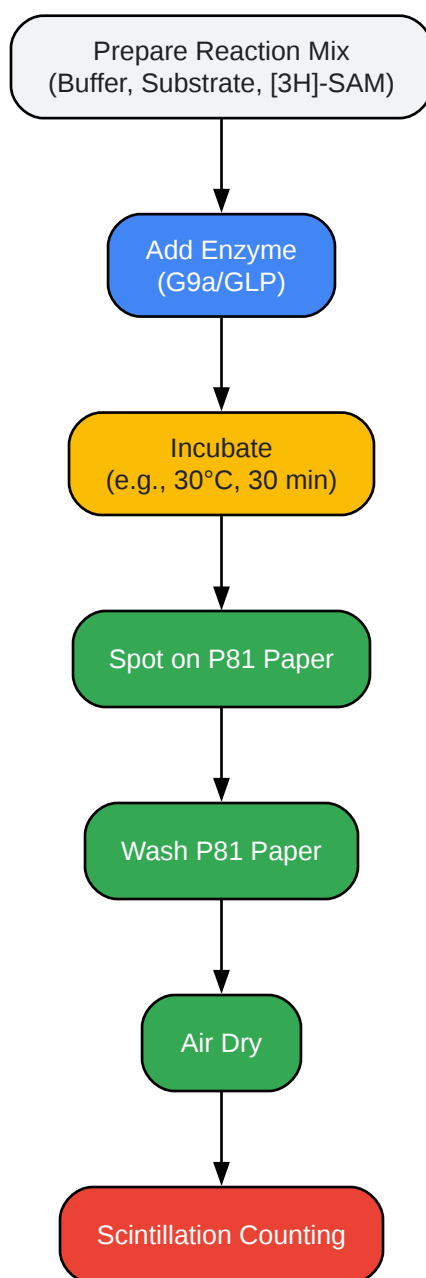 Prepare Reaction Mix
(Buffer, Substrate, [3H]-SAM)
Add Enzyme
(G9a/GLP)
Incubate
(e.g., 30°C, 30 min)
Spot on P81 Paper
Wash P81 Paper
Air Dry
Scintillation Counting